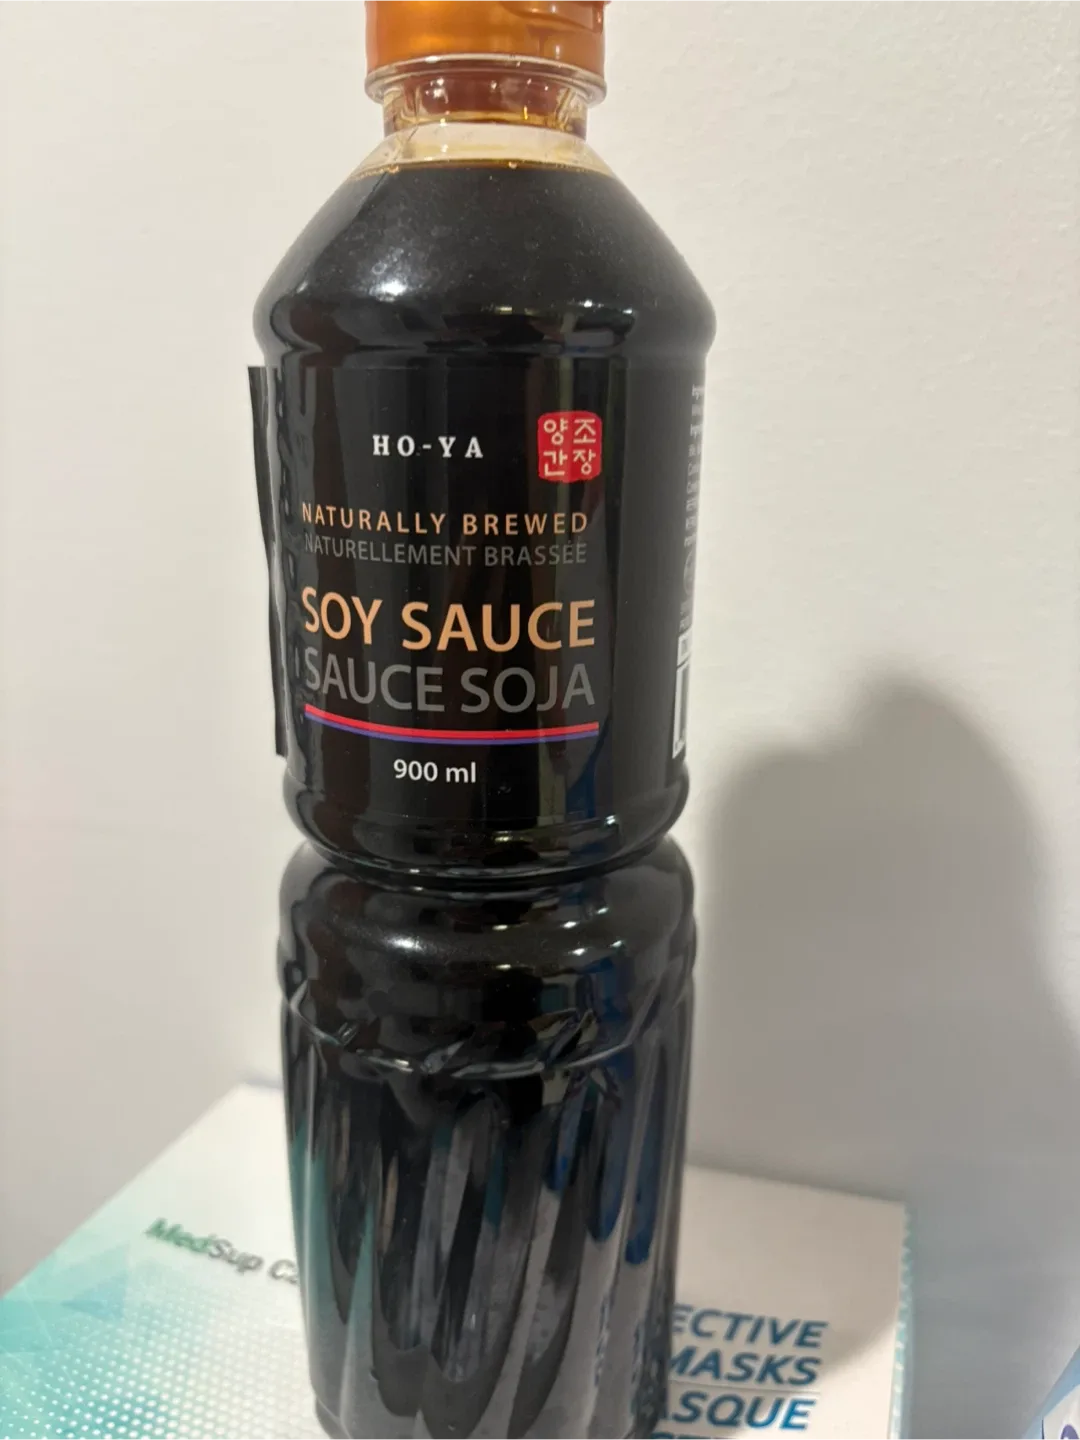 HO-YA
양조
간장
NATURALLY BREWED
NATURELLEMENT BRASSÉE
SOY SAUCE
SAUCE SOJA
900 ml
MedSup
ECTIVE
MASKS
ASQUE